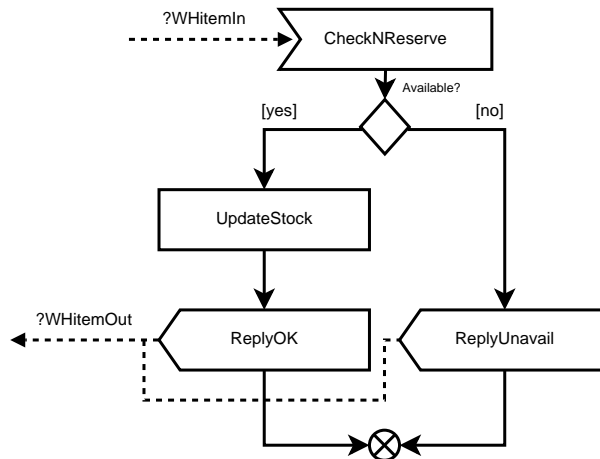 ?WHitemIn
CheckNReserve
Available?
[yes]
[no]
UpdateStock
?WHitemOut
ReplyOK
ReplyUnavail